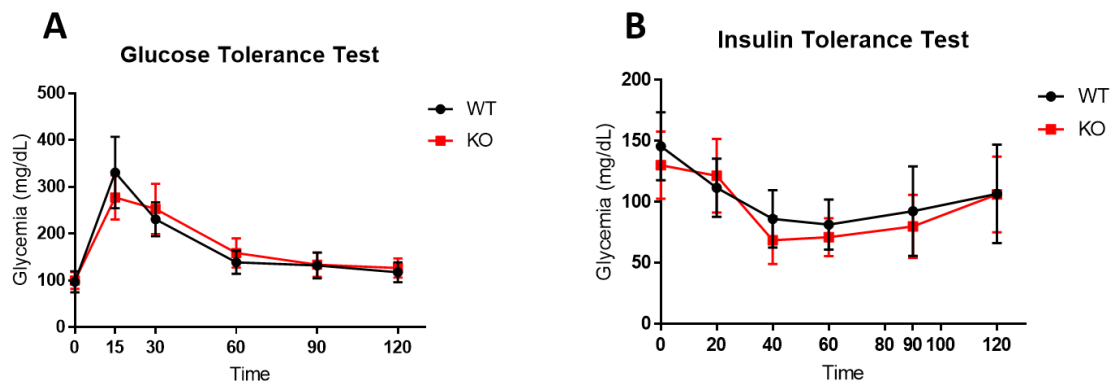 A
Glucose Tolerance Test
500
400
300
200
100
0
Glycemia (mg/dL)
0 15 30 60 90 120
Time
WT
KO
B
Insulin Tolerance Test
200
150
100
50
0
Glycemia (mg/dL)
0 20 40 60 80 90 100 120
Time
WT
KO